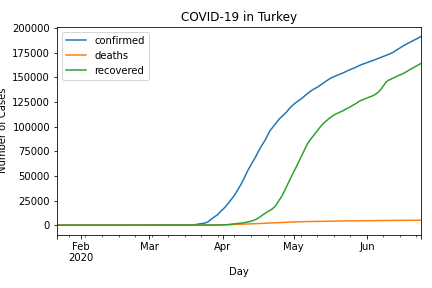 COVID-19 in Turkey
confirmed
deaths
recovered
200000
175000
150000
125000
100000
75000
50000
25000
0
Number of Cases
Feb
2020
Mar
Apr
May
Jun
Day